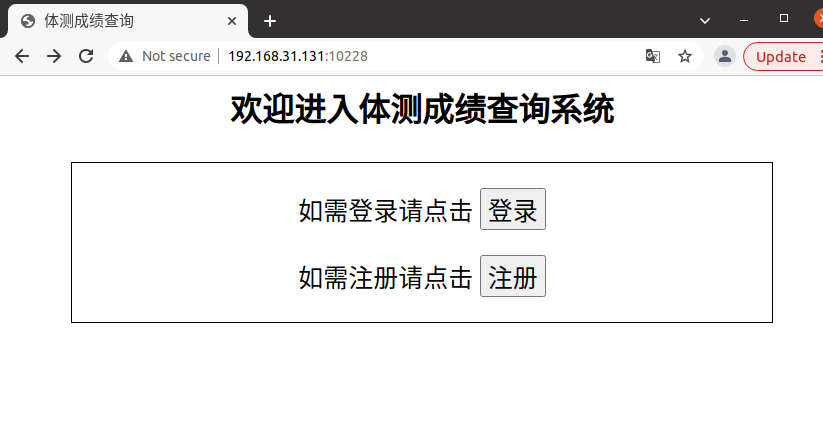 体测成绩查询
Not secure | 192.168.31.131:10228
Update
欢迎进入体测成绩查询系统
如需登录请点击 登录
如需注册请点击 注册